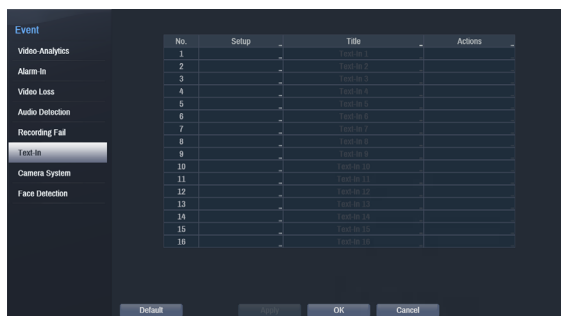 Event
Video-Analytics
Alarm-In
Video Loss
Audio Detection
Recording Fail
Text-In
Camera System
Face Detection
No. Setup Title Actions
1 Text-In 1
2 Text-In 2
3 Text-In 3
4 Text-In 4
5 Text-In 5
6 Text-In 6
7 Text-In 7
8 Text-In 8
9 Text-In 9
10 Text-In 10
11 Text-In 11
12 Text-In 12
13 Text-In 13
14 Text-In 14
15 Text-In 15
16 Text-In 16
Default Apply OK Cancel